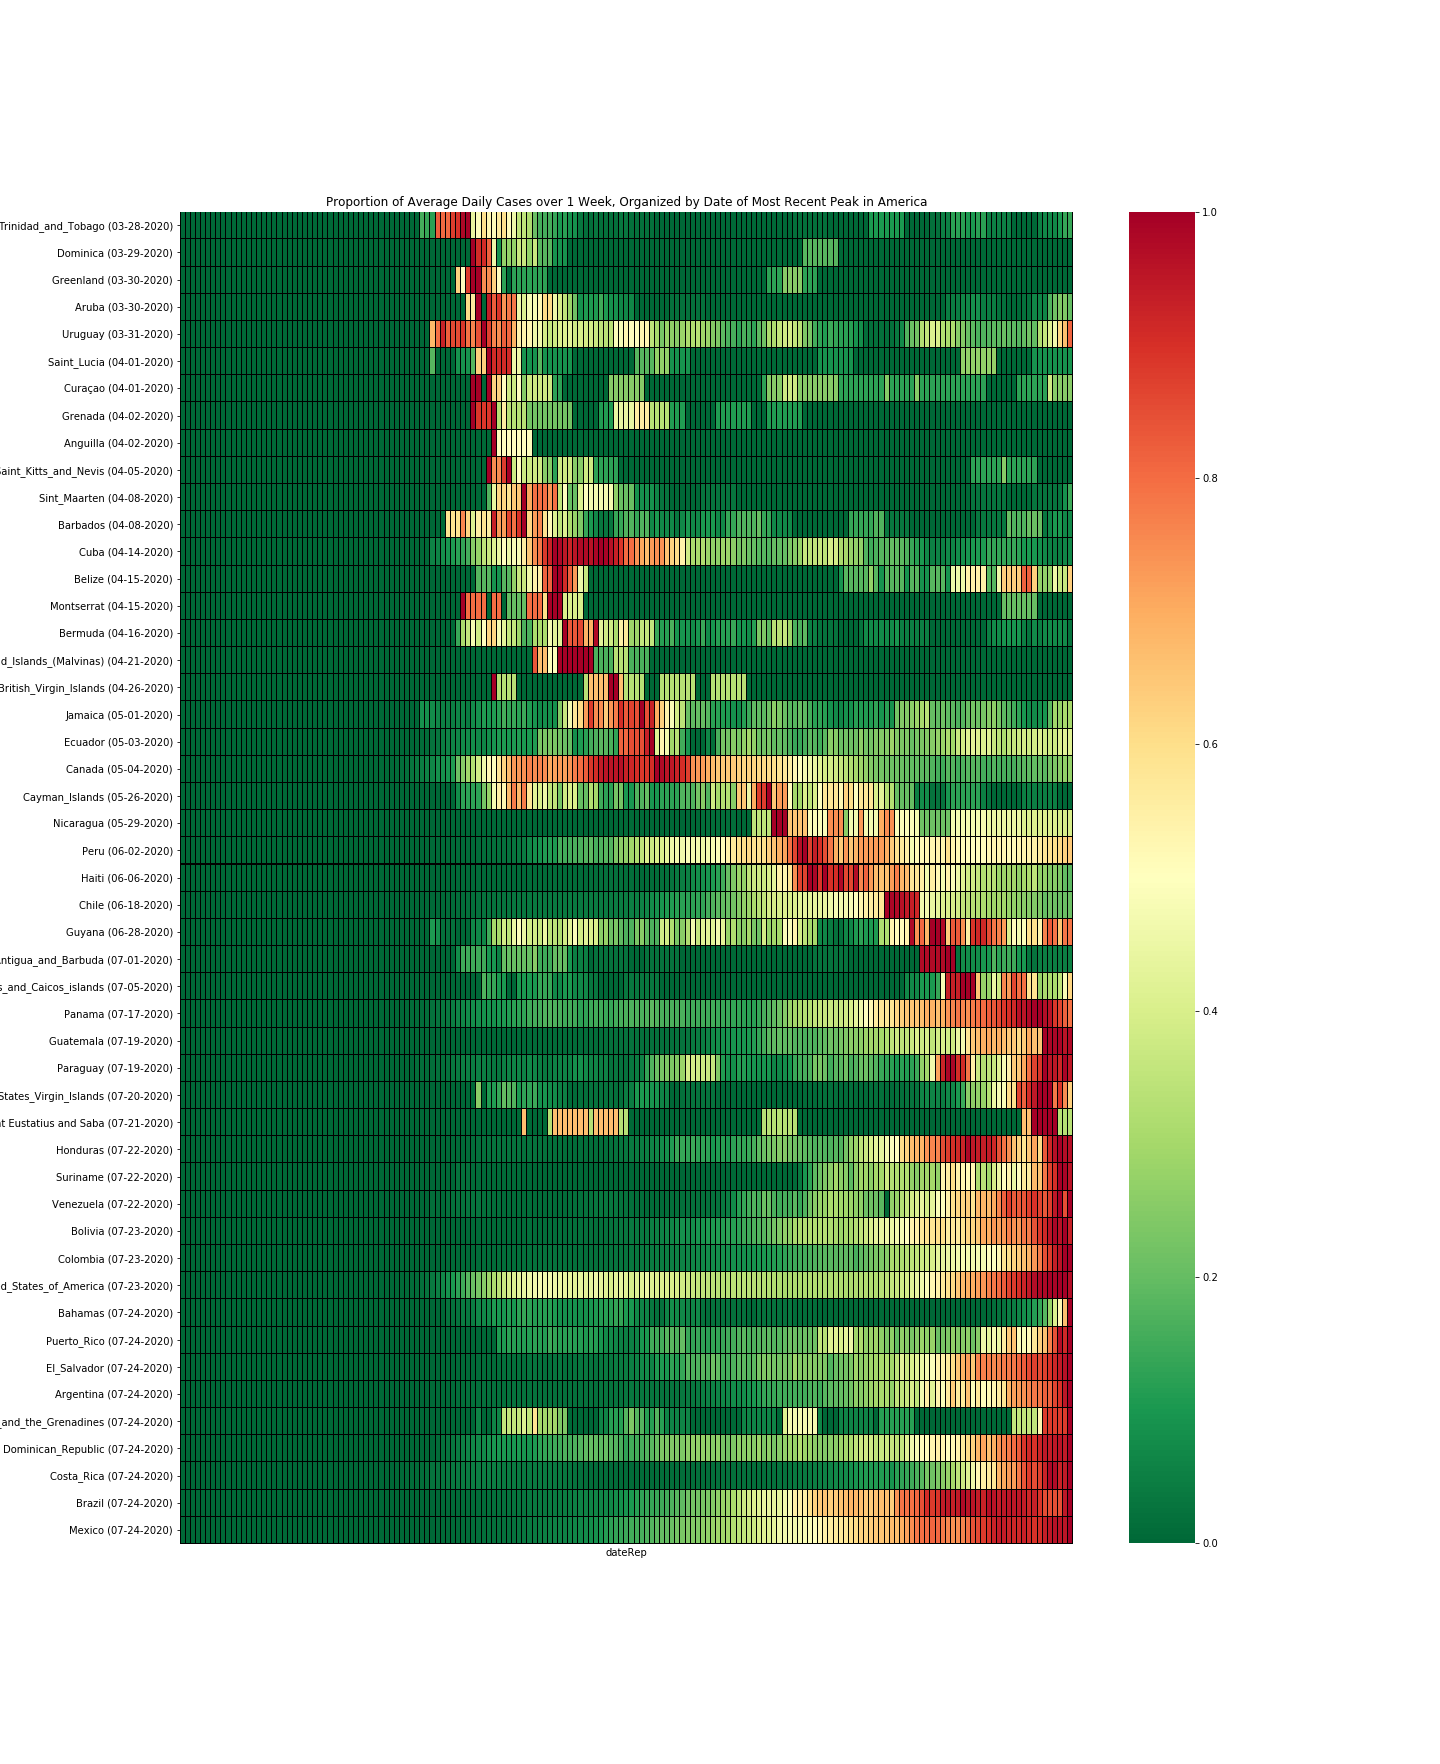 Proportion of Average Daily Cases over 1 Week, Organized by Date of Most Recent Peak in America
Trinidad_and_Tobago (03-28-2020)
Dominica (03-29-2020)
Greenland (03-30-2020)
Aruba (03-30-2020)
Uruguay (03-31-2020)
Saint_Lucia (04-01-2020)
Curaçao (04-01-2020)
Grenada (04-02-2020)
Anguilla (04-02-2020)
Saint_Kitts_and_Nevis (04-05-2020)
Sint_Maarten (04-08-2020)
Barbados (04-08-2020)
Cuba (04-14-2020)
Belize (04-15-2020)
Montserrat (04-15-2020)
Bermuda (04-16-2020)
d_Islands_(Malvinas) (04-21-2020)
British_Virgin_Islands (04-26-2020)
Jamaica (05-01-2020)
Ecuador (05-03-2020)
Canada (05-04-2020)
Cayman_Islands (05-26-2020)
Nicaragua (05-29-2020)
Peru (06-02-2020)
Haiti (06-06-2020)
Chile (06-18-2020)
Guyana (06-28-2020)
Antigua_and_Barbuda (07-01-2020)
s_and_Caicos_islands (07-05-2020)
Panama (07-17-2020)
Guatemala (07-19-2020)
Paraguay (07-19-2020)
States_Virgin_Islands (07-20-2020)
t Eustatius and Saba (07-21-2020)
Honduras (07-22-2020)
Suriname (07-22-2020)
Venezuela (07-22-2020)
Bolivia (07-23-2020)
Colombia (07-23-2020)
d_States_of_America (07-23-2020)
Bahamas (07-24-2020)
Puerto_Rico (07-24-2020)
El_Salvador (07-24-2020)
Argentina (07-24-2020)
_and_the_Grenadines (07-24-2020)
Dominican_Republic (07-24-2020)
Costa_Rica (07-24-2020)
Brazil (07-24-2020)
Mexico (07-24-2020)
dateRep
1.0
0.8
0.6
0.4
0.2
0.0